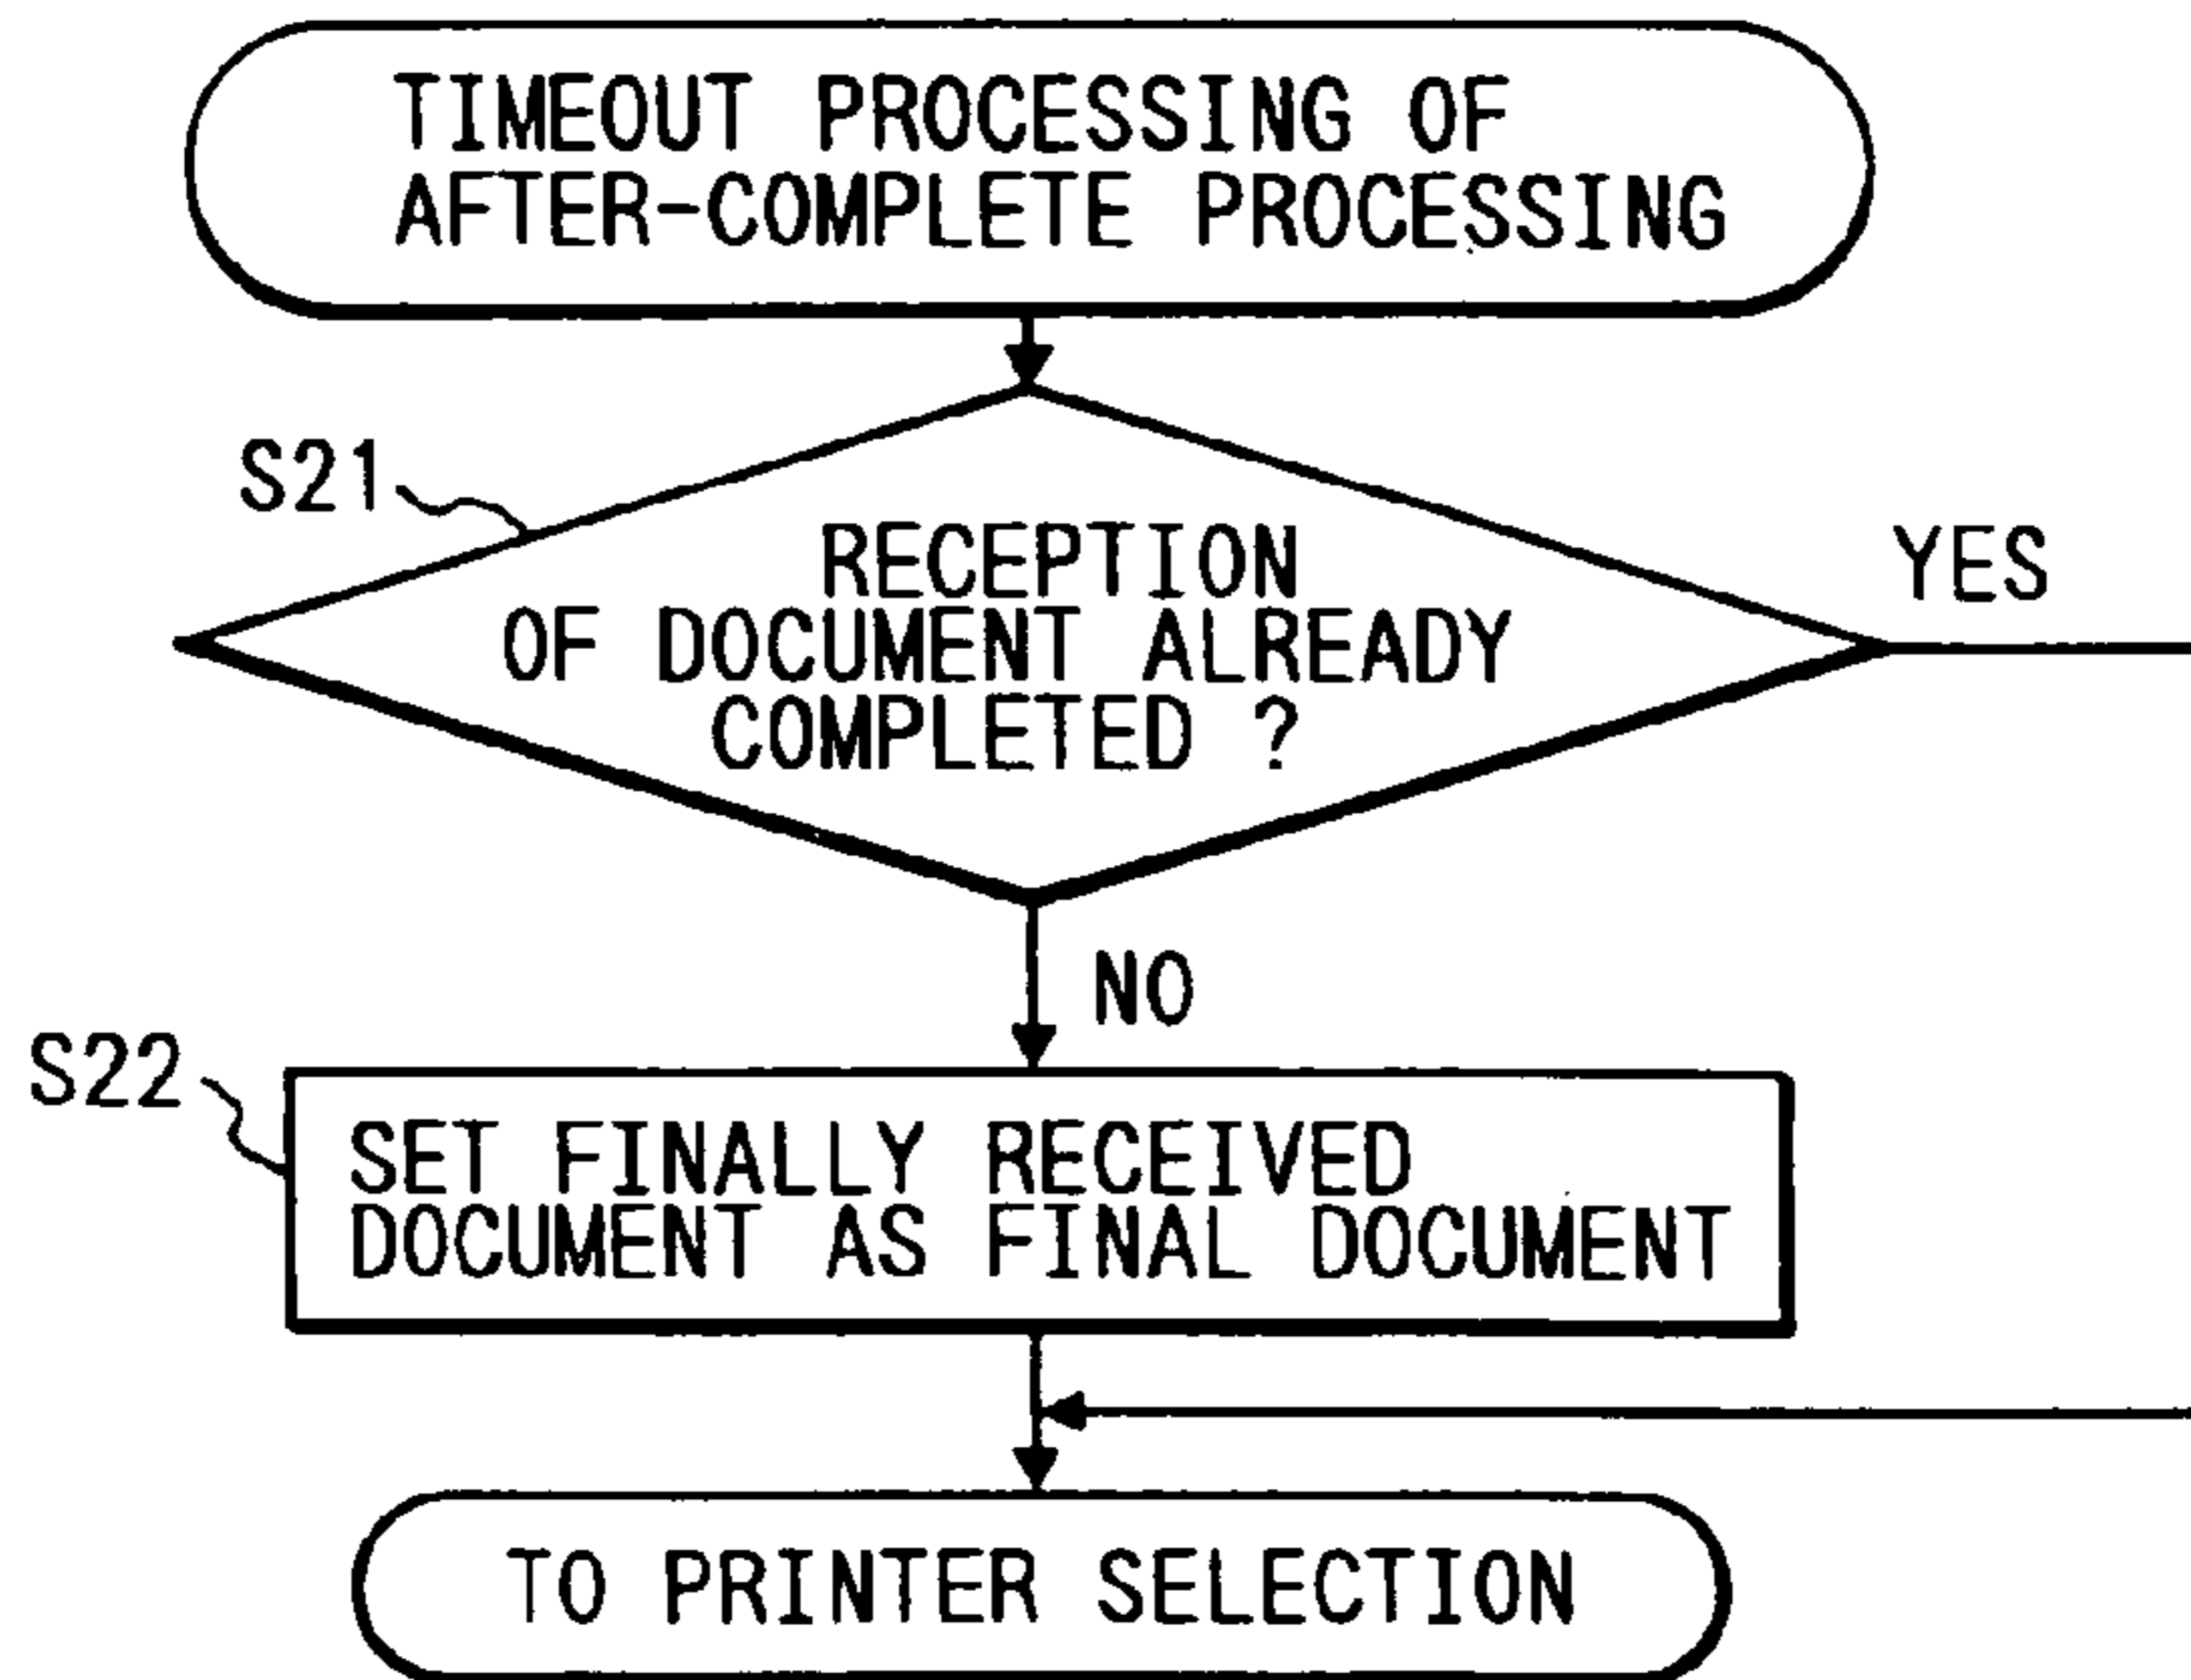 TIMEOUT PROCESSING OF
AFTER-COMPLETE PROCESSING
S21
RECEPTION
OF DOCUMENT ALREADY
COMPLETED ?
YES
NO
S22
SET FINALLY RECEIVED
DOCUMENT AS FINAL DOCUMENT
TO PRINTER SELECTION